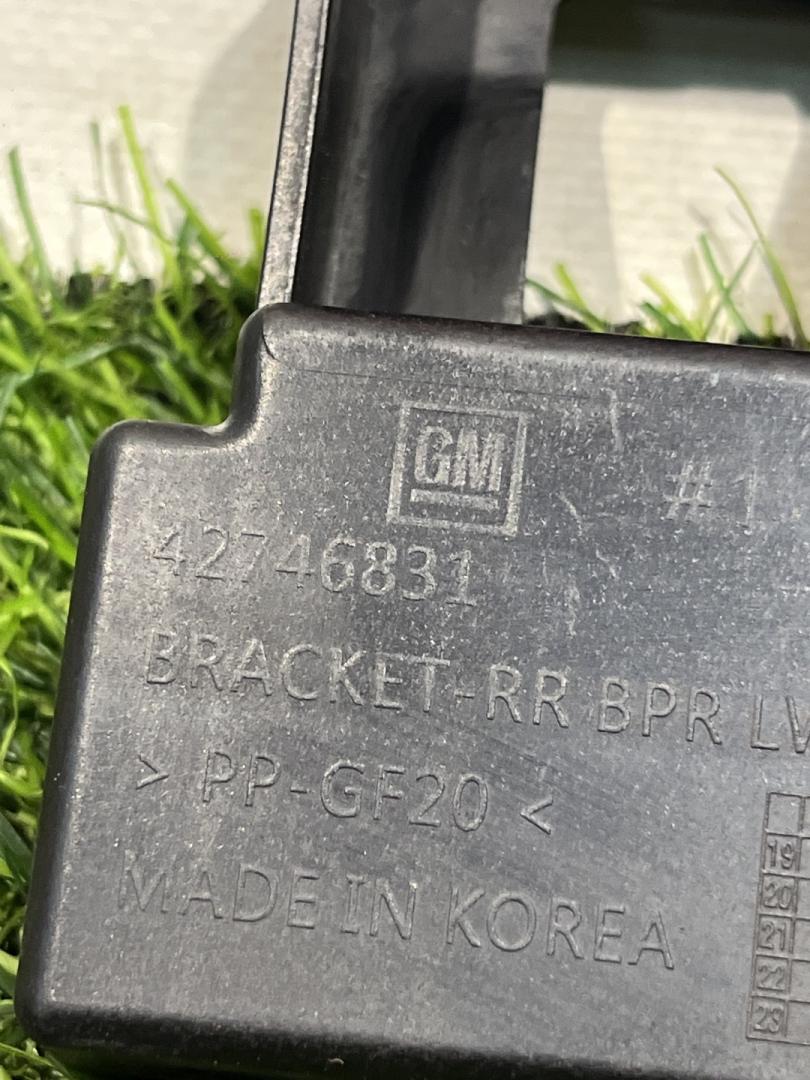 GM
#1
42746831
BRACKET-RR BPR
> PP-GF20 <
MADE IN KOREA
19
20
21
22
23